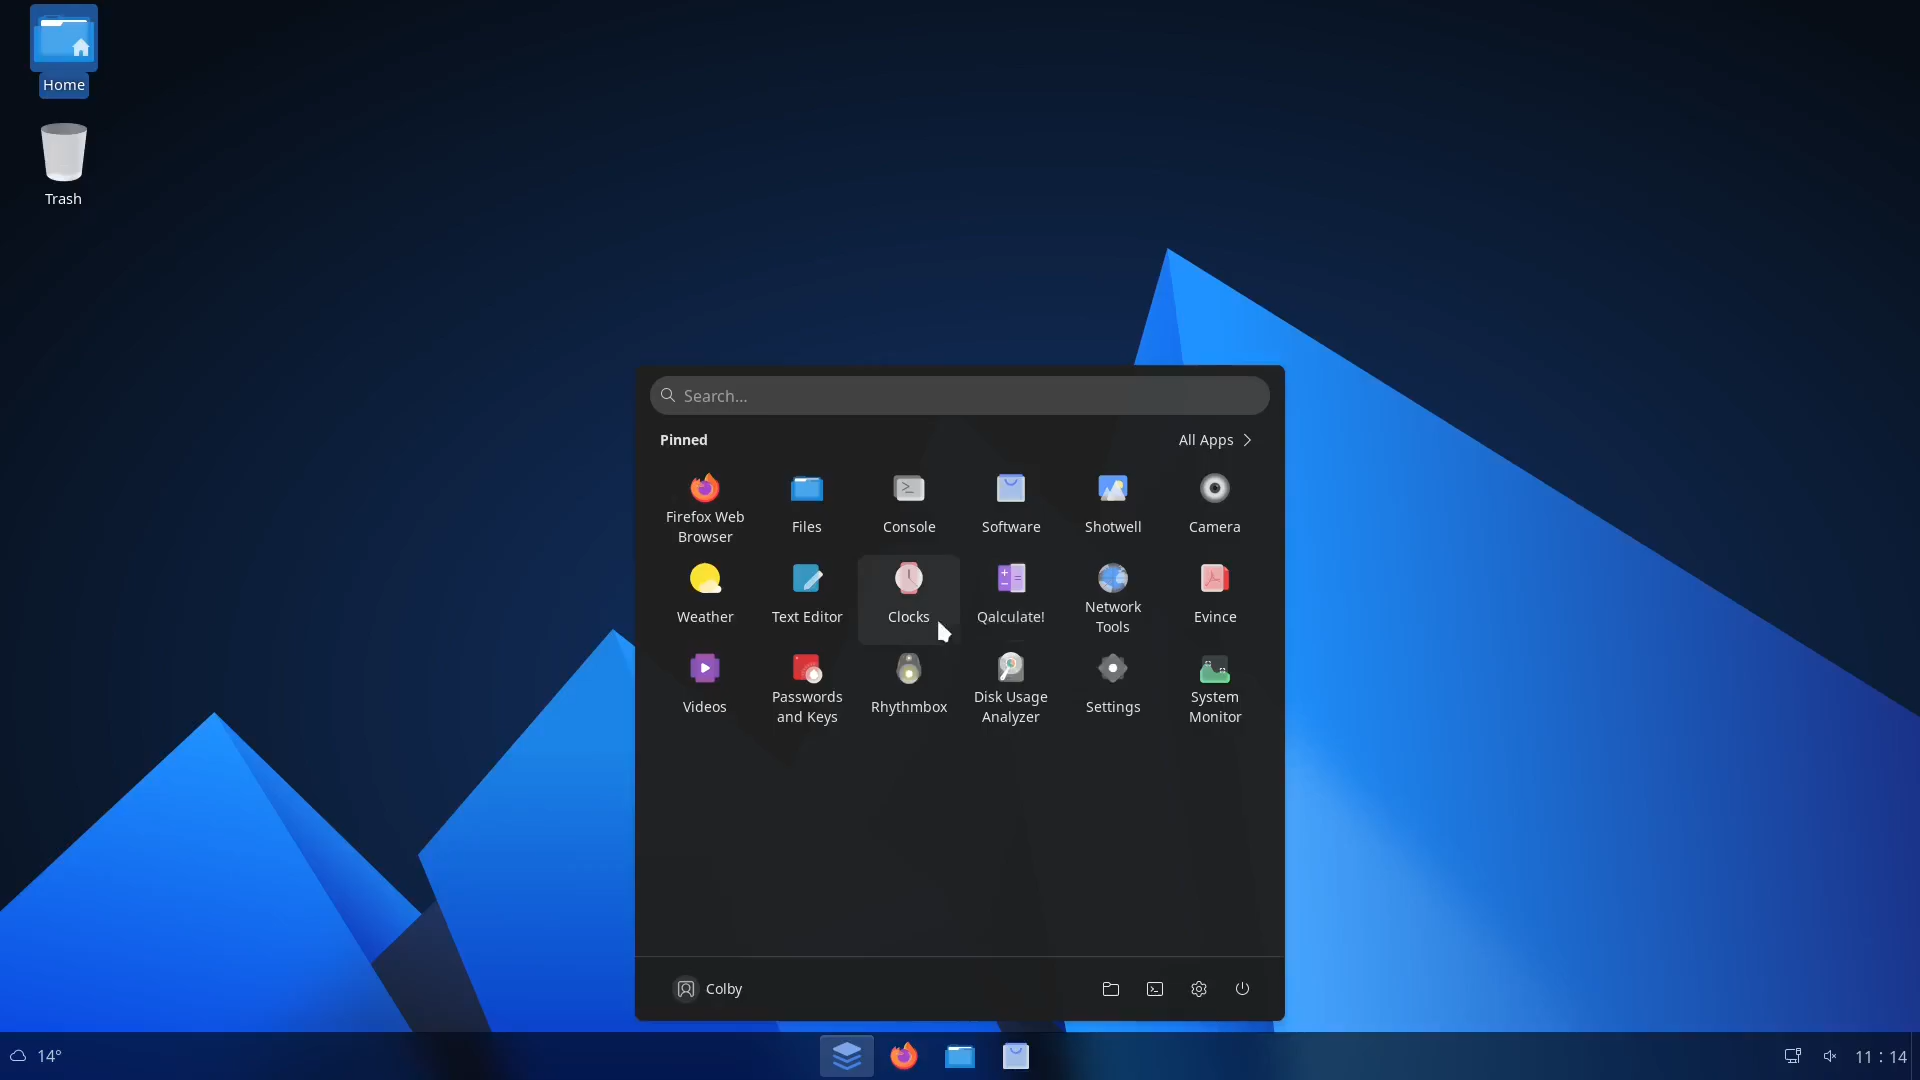 Home
Trash
Search...
Pinned
All Apps
Firefox Web
Browser
Files
Console
Software
Shotwell
Camera
Weather
Text Editor
Clocks
Qalculate!
Network
Tools
Evince
Videos
Passwords
and Keys
Rhythmbox
Disk Usage
Analyzer
Settings
System
Monitor
Colby
14°
11 : 14